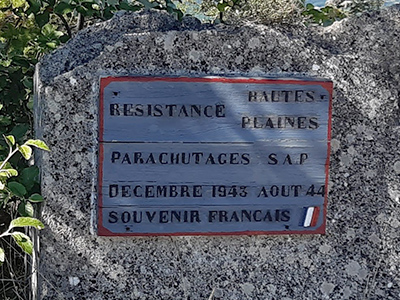 RESISTANCE HAUTES
PLAINES
PARACHUTAGES S.A.P
DECEMBRE 1943 AOUT 44
SOUVENIR FRANCAIS